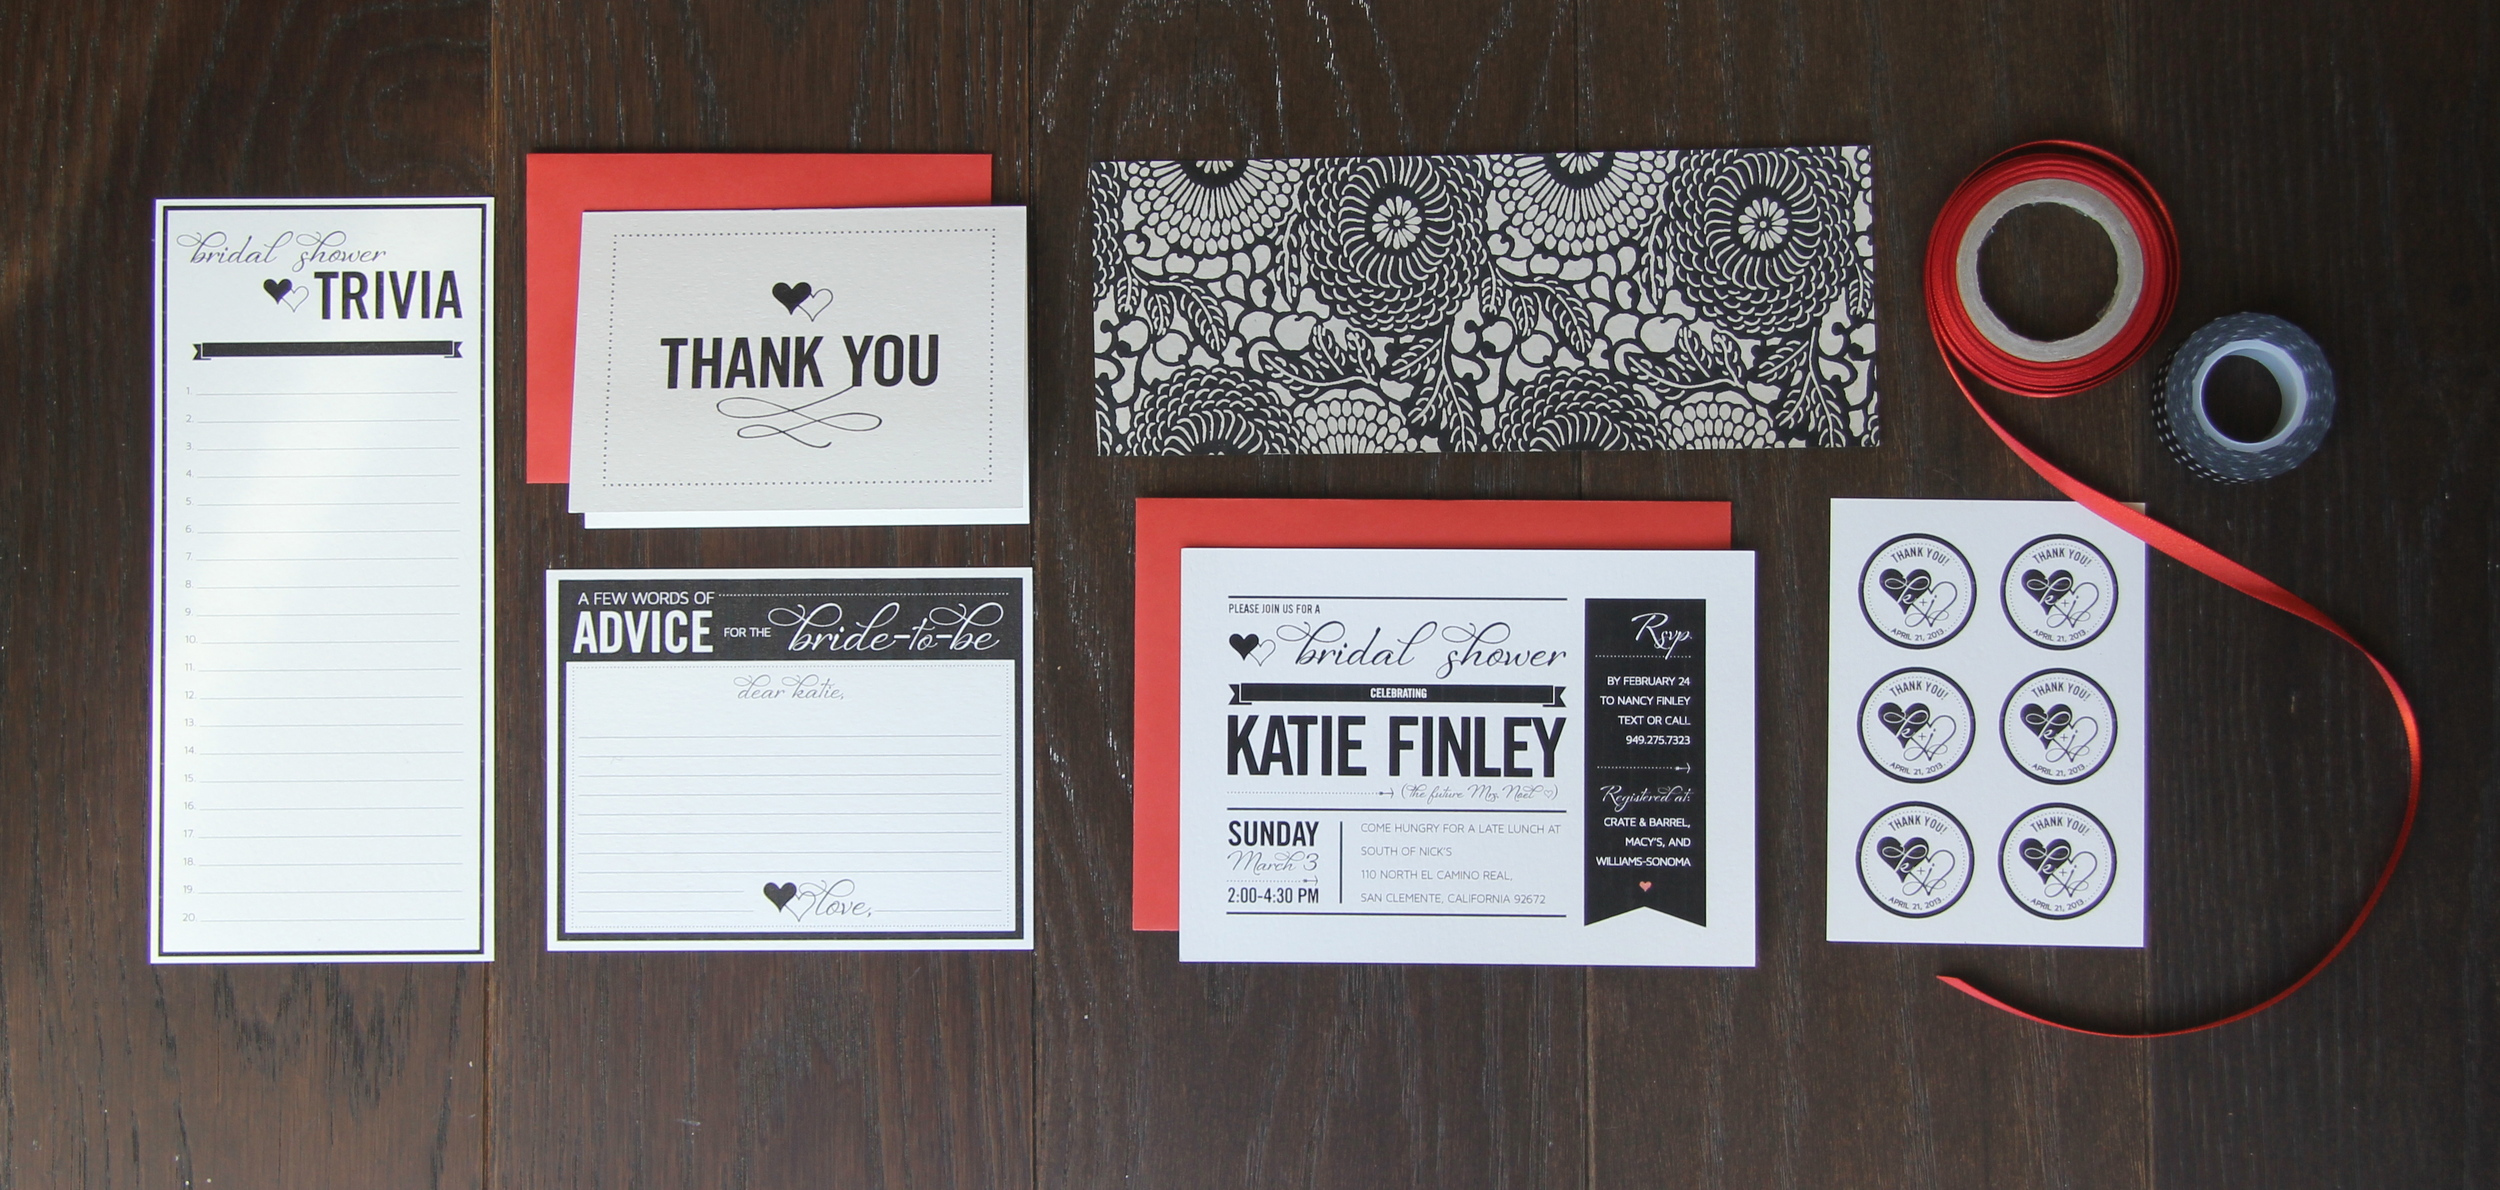 bridal shower
TRIVIA
1.
2.
3.
4.
5.
6.
7.
8.
9.
10.
11.
12.
13.
14.
15.
16.
17.
18.
19.
20.
THANK YOU
A FEW WORDS OF
ADVICE FOR THE bride-to-be
dear katie,
love,
PLEASE JOIN US FOR A
bridal shower
CELEBRATING
KATIE FINLEY
(the future Mrs. Noel)
SUNDAY
March 3
2:00-4:30 PM
COME HUNGRY FOR A LATE LUNCH AT
SOUTH OF NICK'S
110 NORTH EL CAMINO REAL,
SAN CLEMENTE, CALIFORNIA 92672
Rsvp
BY FEBRUARY 24
TO NANCY FINLEY
TEXT OR CALL
949.275.7323
Registered at:
CRATE & BARREL,
MACY'S, AND
WILLIAMS-SONOMA
THANK YOU!
k+j
APRIL 21, 2013
THANK YOU!
k+j
APRIL 21, 2013
THANK YOU!
k+j
APRIL 21, 2013
THANK YOU!
k+j
APRIL 21, 2013
THANK YOU!
k+j
APRIL 21, 2013
THANK YOU!
k+j
APRIL 21, 2013